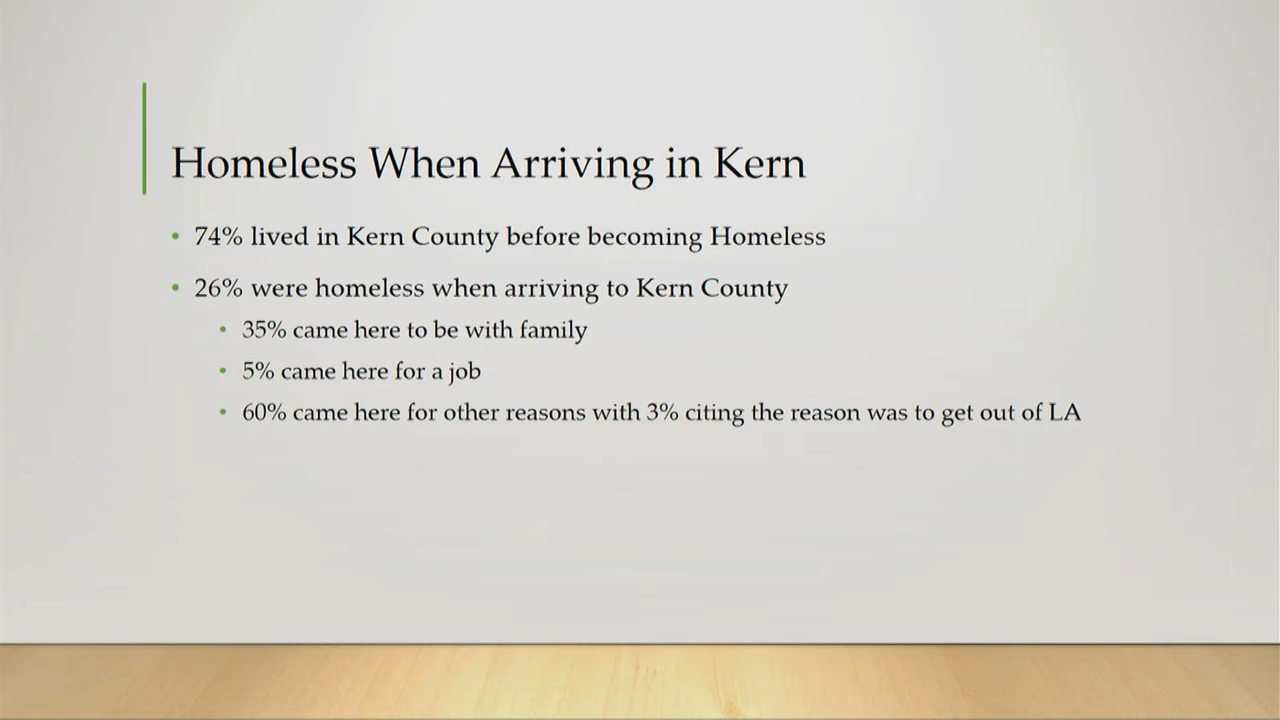 Homeless When Arriving in Kern
• 74% lived in Kern County before becoming Homeless
• 26% were homeless when arriving to Kern County
• 35% came here to be with family
• 5% came here for a job
• 60% came here for other reasons with 3% citing the reason was to get out of LA